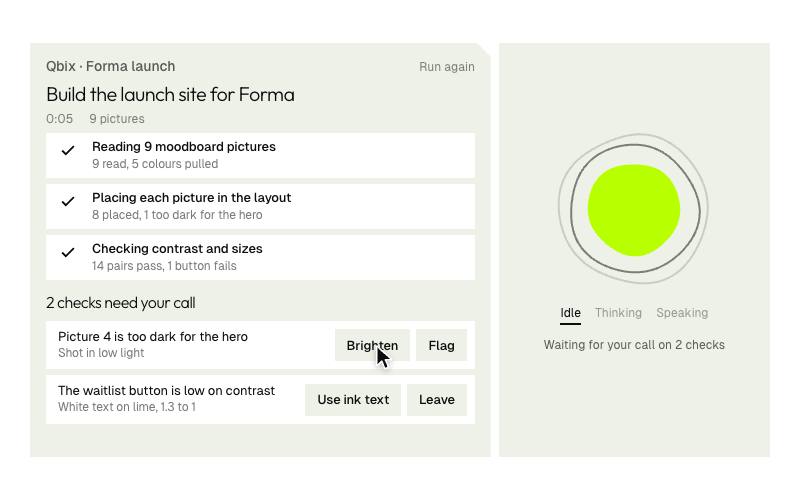 Qbix · Forma launch
Run again
Build the launch site for Forma
0:05 9 pictures
Reading 9 moodboard pictures
9 read, 5 colours pulled
Placing each picture in the layout
8 placed, 1 too dark for the hero
Checking contrast and sizes
14 pairs pass, 1 button fails
2 checks need your call
Picture 4 is too dark for the hero
Shot in low light
Brighten
Flag
The waitlist button is low on contrast
White text on lime, 1.3 to 1
Use ink text
Leave
Idle Thinking Speaking
Waiting for your call on 2 checks